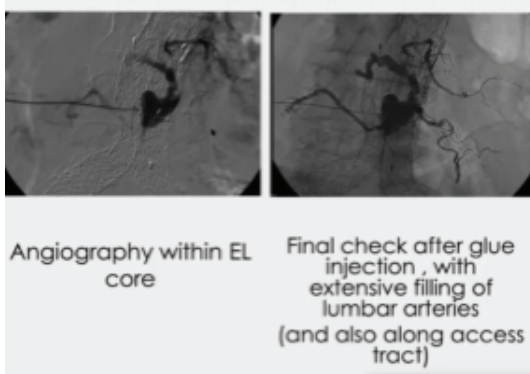 Angiography within EL
core
Final check after glue
injection , with
extensive filling of
lumbar arteries
(and also along access
tract)